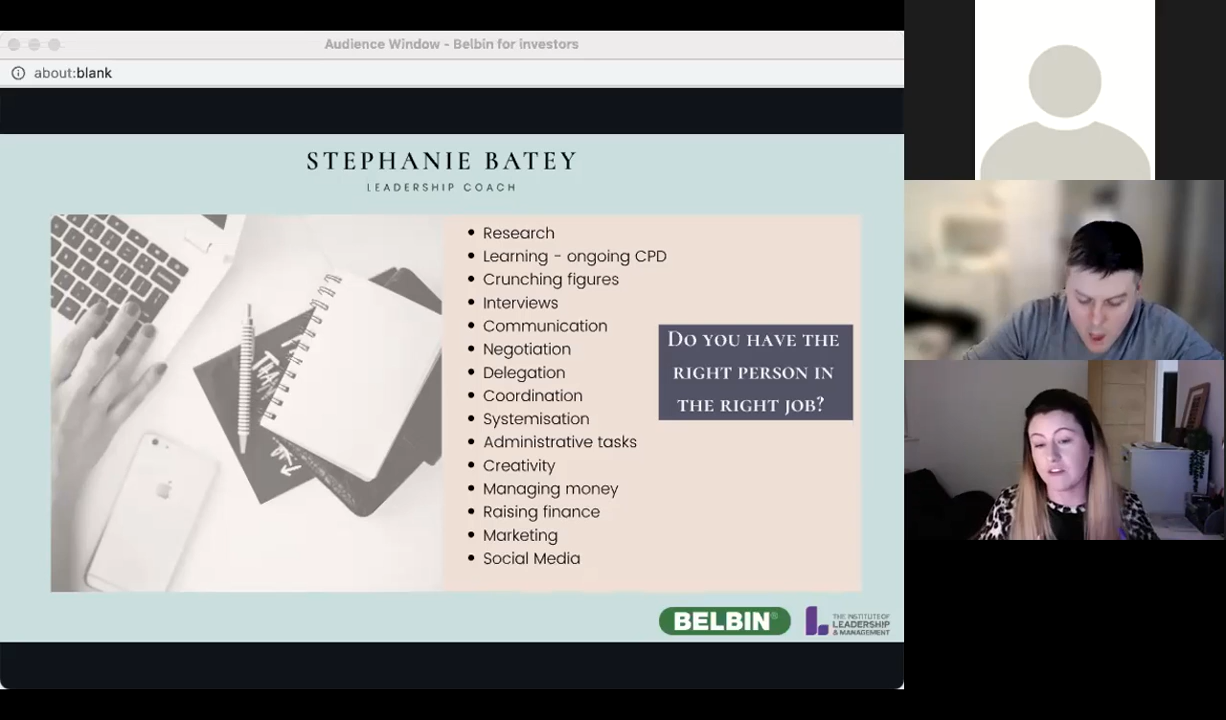 Audience Window - Belbin for investors
about:blank
STEPHANIE BATEY
LEADERSHIP COACH
• Research
• Learning - ongoing CPD
• Crunching figures
• Interviews
• Communication
• Negotiation
• Delegation
• Coordination
• Systemisation
• Administrative tasks
• Creativity
• Managing money
• Raising finance
• Marketing
• Social Media
DO YOU HAVE THE
RIGHT PERSON IN
THE RIGHT JOB?
BELBIN®
THE INSTITUTE OF
LEADERSHIP
& MANAGEMENT